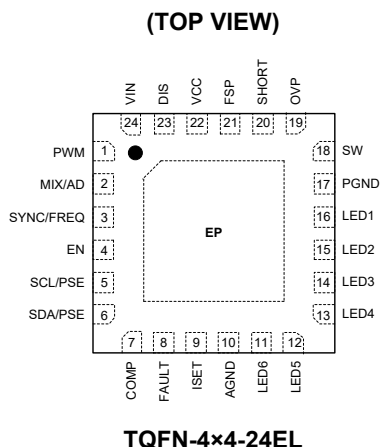 (TOP VIEW)
VIN
DIS
VCC
FSP
SHORT
OVP
24
23
22
21
20
19
PWM 1
18 SW
MIX/AD 2
17 PGND
SYNC/FREQ 3
16 LED1
EP
EN 4
15 LED2
SCL/PSE 5
14 LED3
SDA/PSE 6
13 LED4
7
8
9
10
11
12
COMP
FAULT
ISET
AGND
LED6
LED5
TQFN-4×4-24EL